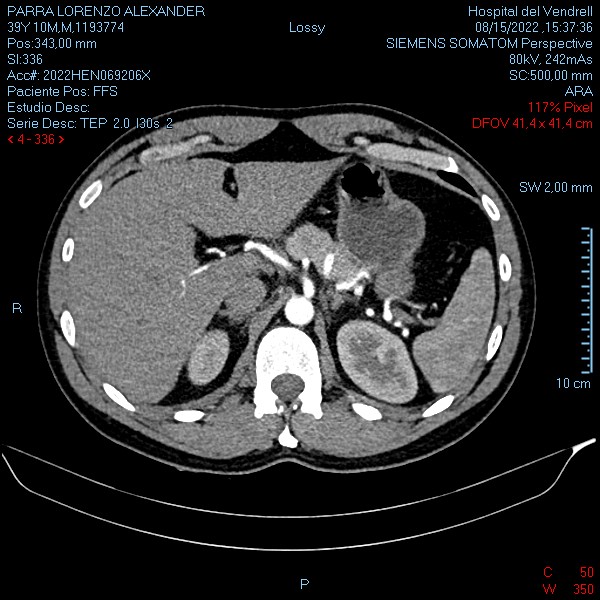 PARRA LORENZO ALEXANDER
39Y 10M,M,1193774
Pos:343,00 mm
SI:336
Acc#: 2022HEN069206X
Paciente Pos: FFS
Estudio Desc:
Serie Desc: TEP 2.0 I30s 2
< 4 - 336 >
Lossy
Hospital del Vendrell
08/15/2022 ,15:37:36
SIEMENS SOMATOM Perspective
80kV, 242mAs
SC:500,00 mm
ARA
117% Pixel
DFOV 41,4 x 41,4 cm
SW 2,00 mm
R
10 cm
P
C 50
W 350